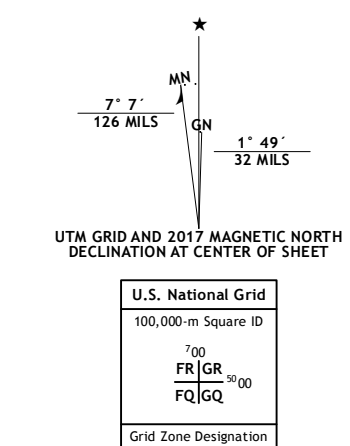 ★
MN
GN
7° 7´
126 MILS
1° 49´
32 MILS
UTM GRID AND 2017 MAGNETIC NORTH
DECLINATION AT CENTER OF SHEET
U.S. National Grid
100,000-m Square ID
⁷00
FR GR
⁵⁰00
FQ GQ
Grid Zone Designation